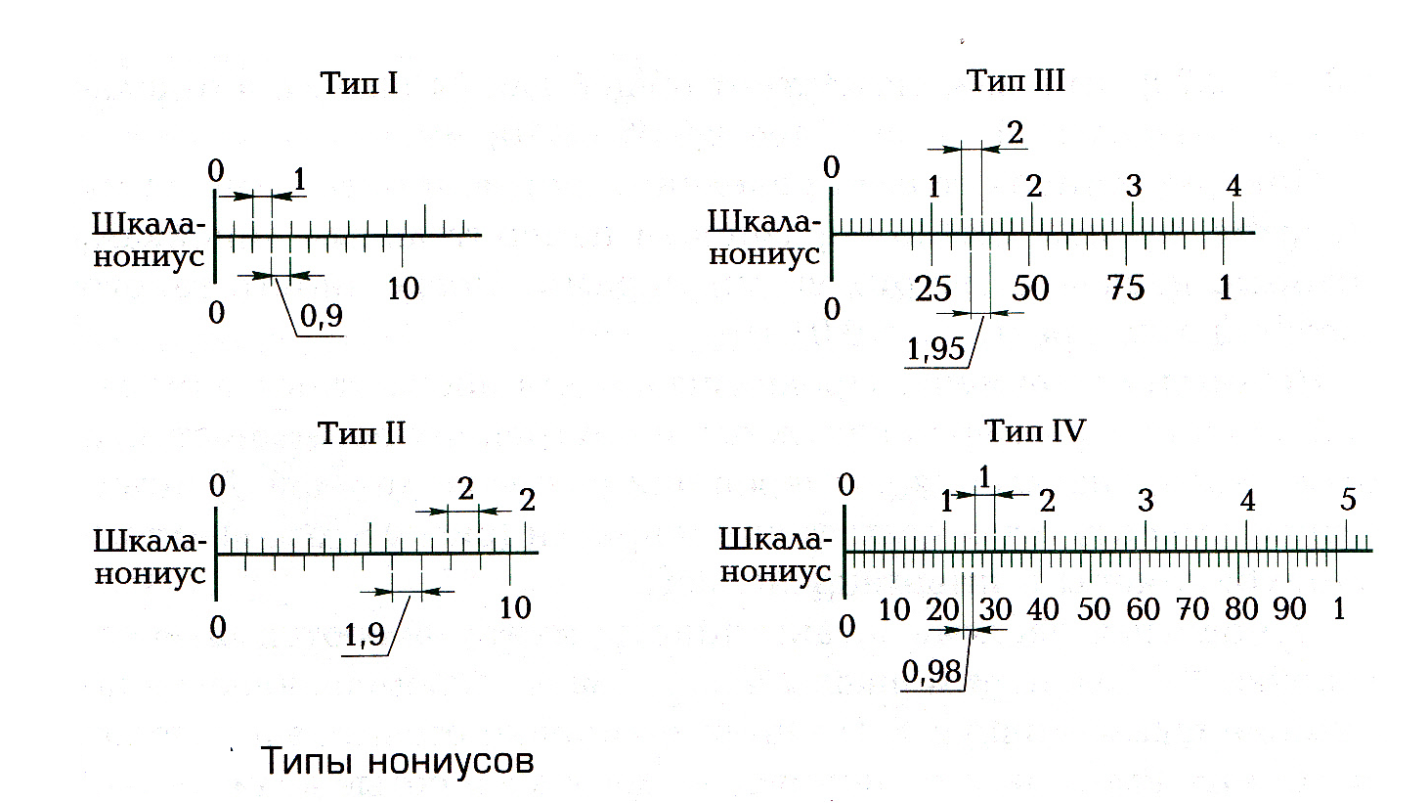 Тип I
0
1
Шкала-
нониус
10
0
0,9
Тип III
2
0
1 2 3 4
Шкала-
нониус
25 50 75 1
0
1,95
Тип II
0
2 2
Шкала-
нониус
10
0
1,9
Тип IV
0
1
1 2 3 4 5
Шкала-
нониус
0
10 20 30 40 50 60 70 80 90 1
0,98
Типы нониусов